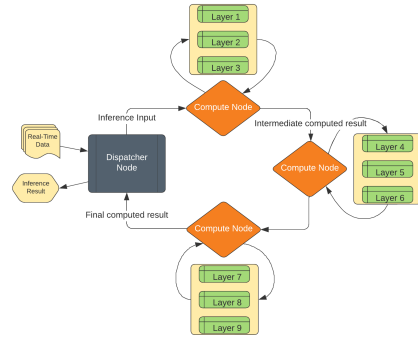 Layer 1
Layer 2
Layer 3
Inference Input
Compute Node
Intermediate computed result
Real-Time
Data
Dispatcher
Node
Layer 4
Layer 5
Layer 6
Compute Node
Inference
Result
Final computed result
Compute Node
Layer 7
Layer 8
Layer 9